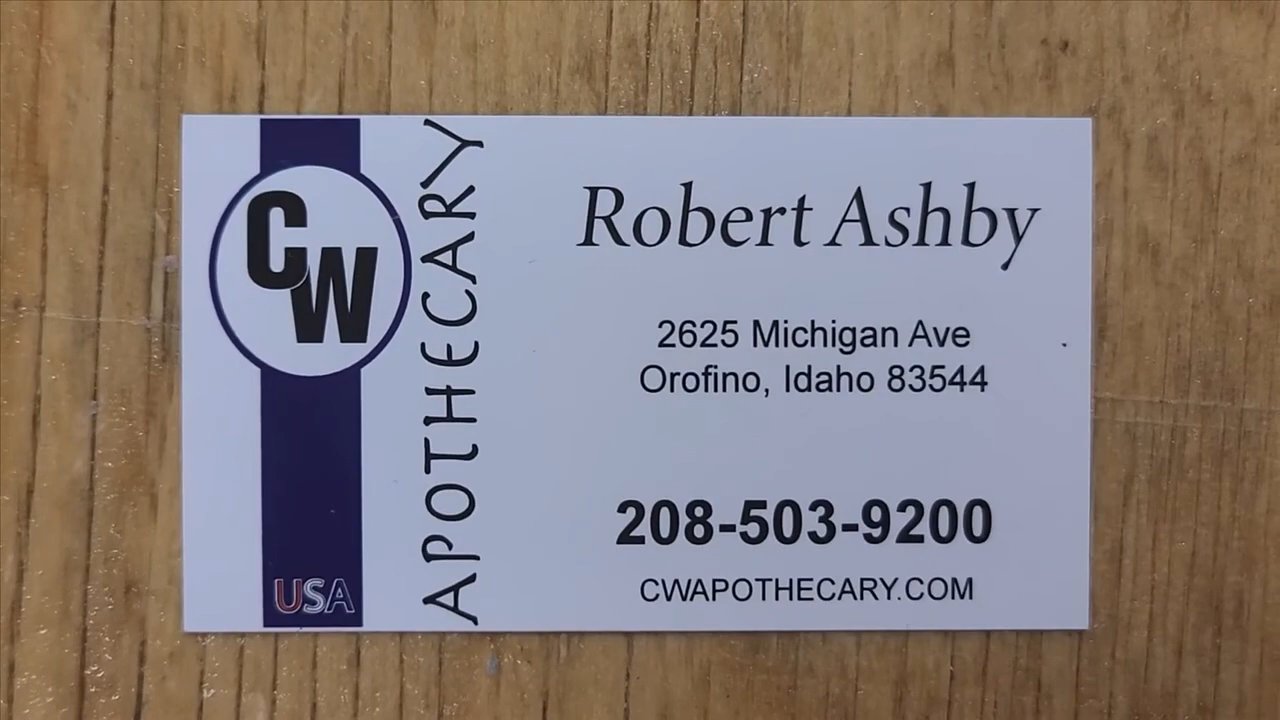 CW
USA
APOTHECARY
Robert Ashby
2625 Michigan Ave
Orofino, Idaho 83544
208-503-9200
CWAPOTHECARY.COM